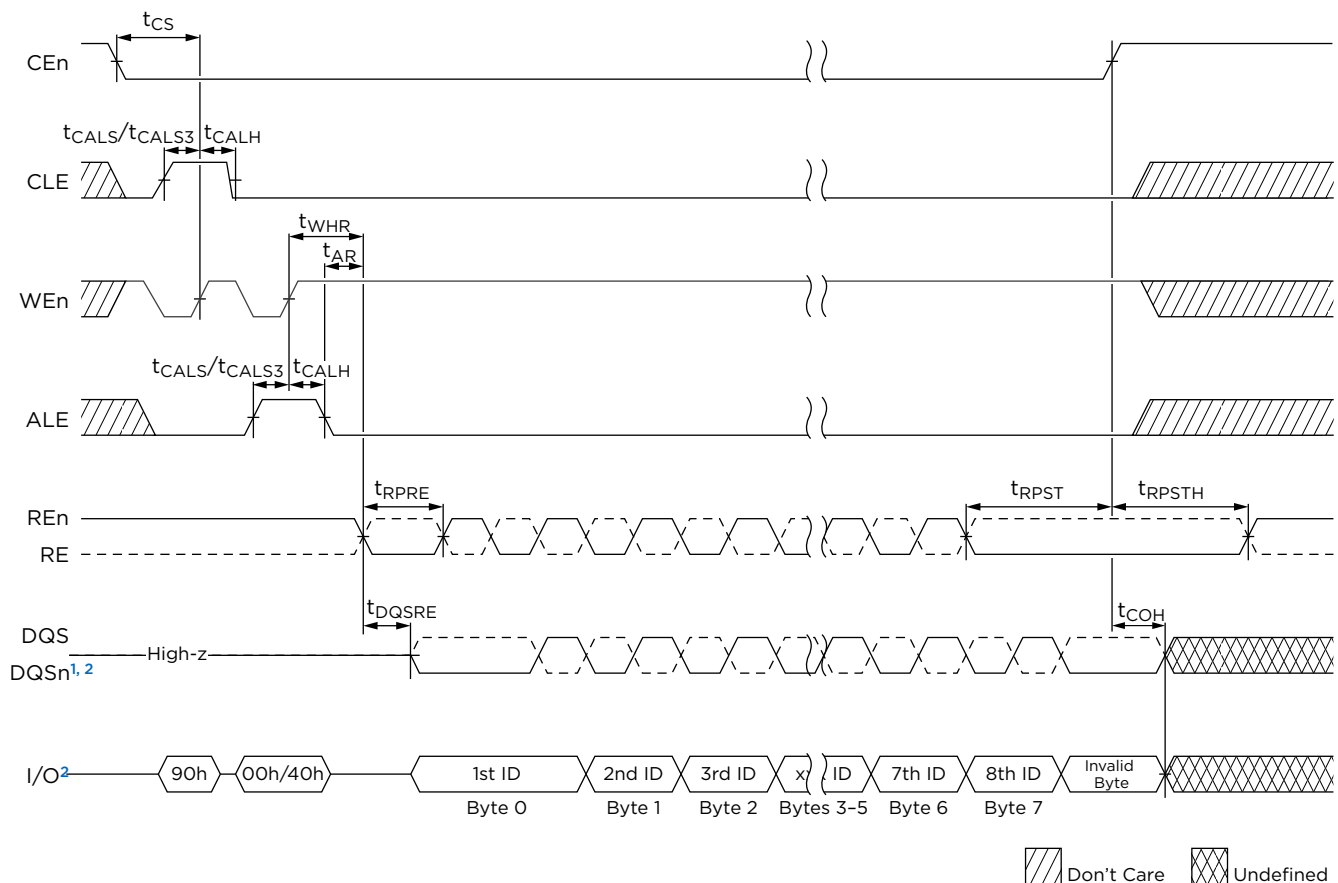 tCS
CEn
tCALS/tCALS3 tCALH
CLE
tWHR
tAR
WEn
tCALS/tCALS3 tCALH
ALE
tRPRE tRPST tRPSTH
REn
RE
tDQSRE tCOH
DQS
High-z
DQSn1, 2
I/O2 90h 00h/40h 1st ID 2nd ID 3rd ID ID 7th ID 8th ID Invalid Byte
Byte 0 Byte 1 Byte 2 Bytes 3–5 Byte 6 Byte 7
Don't Care Undefined